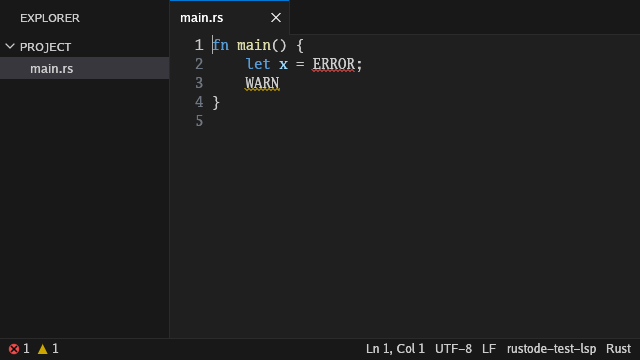 EXPLORER
PROJECT
main.rs
main.rs
1 fn main() {
2 let x = ERROR;
3 WARN
4 }
5
1 1 Ln 1, Col 1 UTF-8 LF rustode-test-lsp Rust